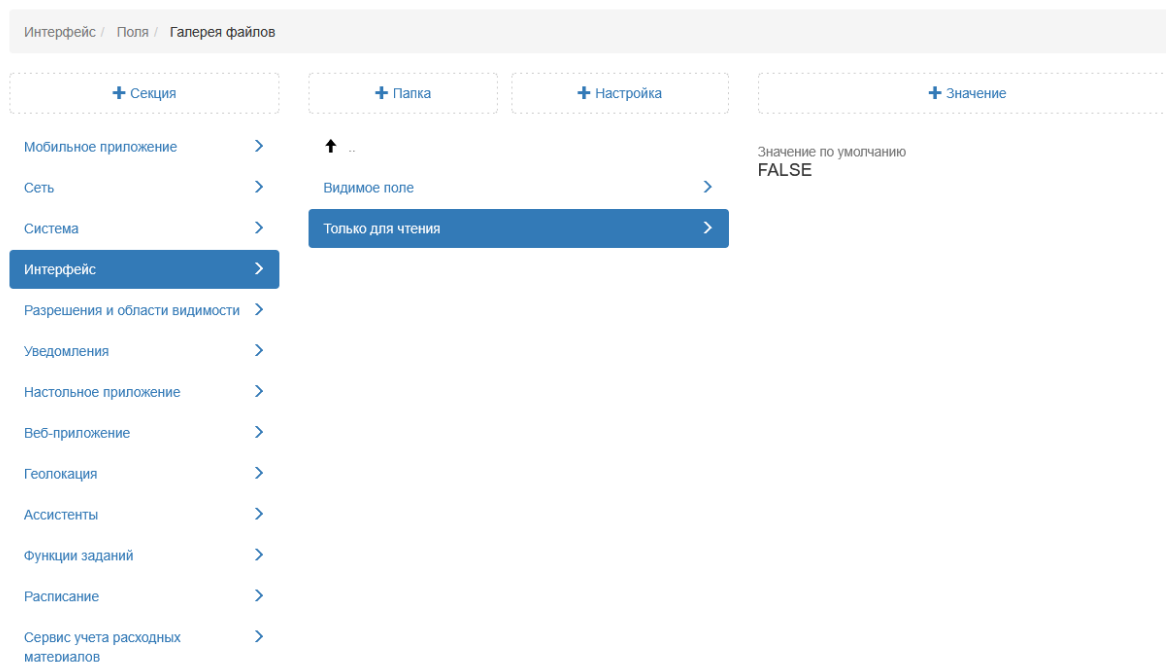 Интерфейс / Поля / Галерея файлов
+ Секция
+ Папка
+ Настройка
+ Значение
Мобильное приложение
Сеть
Система
Интерфейс
Разрешения и области видимости
Уведомления
Настольное приложение
Веб-приложение
Геолокация
Ассистенты
Функции заданий
Расписание
Сервис учета расходных
материалов
..
Видимое поле
Только для чтения
Значение по умолчанию
FALSE